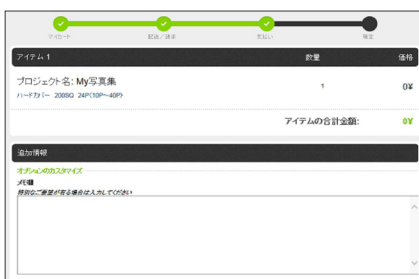 マイカート 配送／請求 支払い 確定
アイテム 1 数量 価格
プロジェクト名: My写真集 1 0¥
ハードカバー 200SQ 24P(10P～40P)
アイテムの合計金額: 0¥
追加情報
オプションのカスタマイズ
メモ欄
特別なご要望が有る場合は入力してください